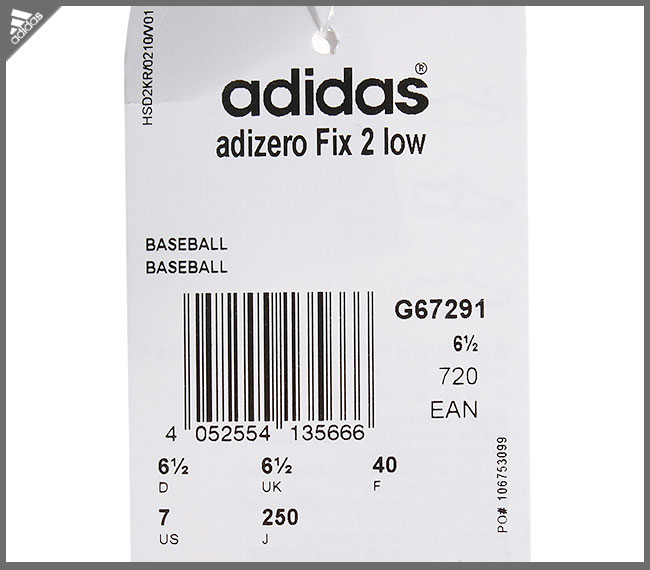 adidas
HSD2KR/0210/V01
adidas®
adizero Fix 2 low
BASEBALL
BASEBALL
G67291
6½
720
EAN
4 052554 135666
6½ 6½ 40
D UK F
7 250
US J
PO# 106753099